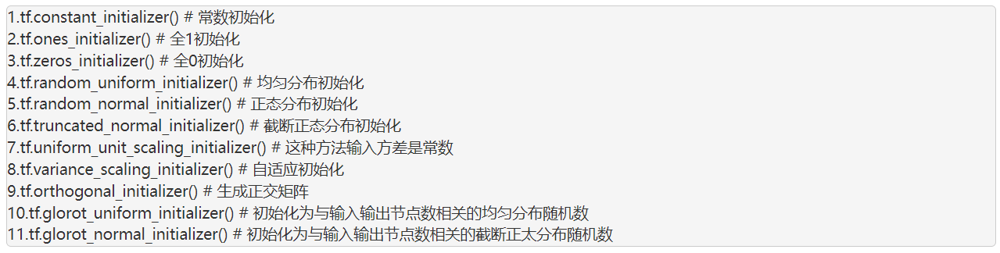 1.tf.constant_initializer() # 常数初始化
2.tf.ones_initializer() # 全1初始化
3.tf.zeros_initializer() # 全0初始化
4.tf.random_uniform_initializer() # 均匀分布初始化
5.tf.random_normal_initializer() # 正态分布初始化
6.tf.truncated_normal_initializer() # 截断正态分布初始化
7.tf.uniform_unit_scaling_initializer() # 这种方法输入方差是常数
8.tf.variance_scaling_initializer() # 自适应初始化
9.tf.orthogonal_initializer() # 生成正交矩阵
10.tf.glorot_uniform_initializer() # 初始化为与输入输出节点数相关的均匀分布随机数
11.tf.glorot_normal_initializer() # 初始化为与输入输出节点数相关的截断正太分布随机数